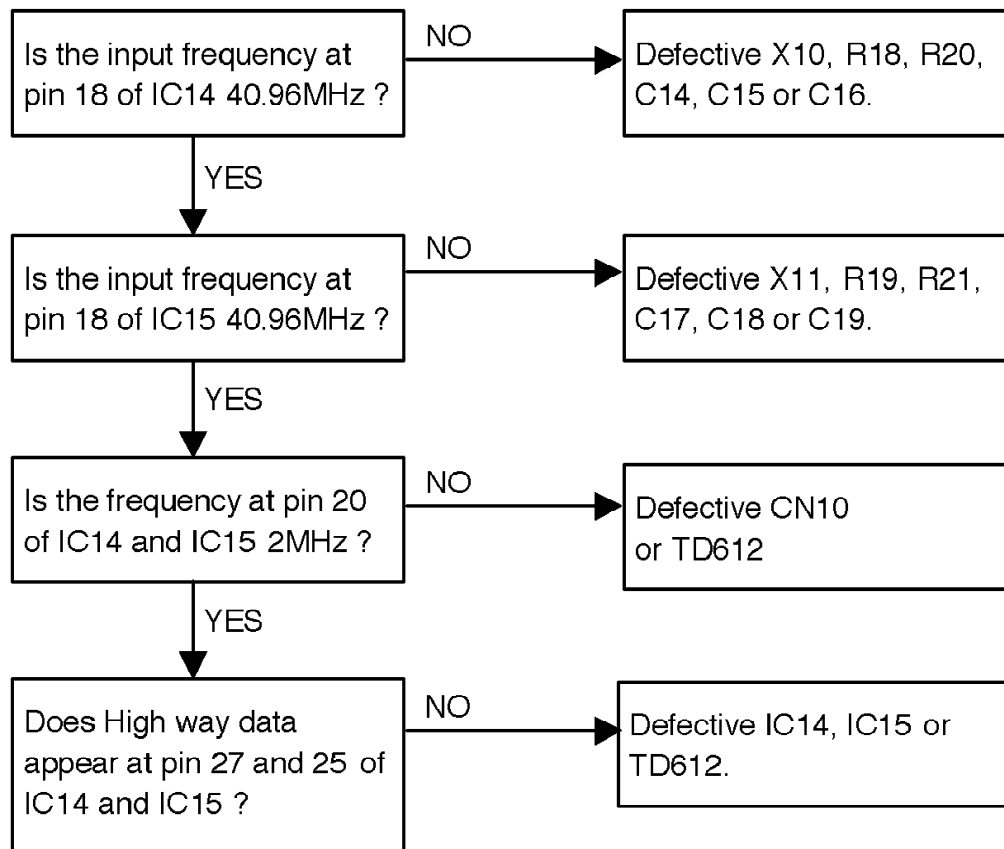 Is the input frequency at
pin 18 of IC14 40.96MHz ?
NO
Defective X10, R18, R20,
C14, C15 or C16.
YES
Is the input frequency at
pin 18 of IC15 40.96MHz ?
NO
Defective X11, R19, R21,
C17, C18 or C19.
YES
Is the frequency at pin 20
of IC14 and IC15 2MHz ?
NO
Defective CN10
or TD612
YES
Does High way data
appear at pin 27 and 25 of
IC14 and IC15 ?
NO
Defective IC14, IC15 or
TD612.